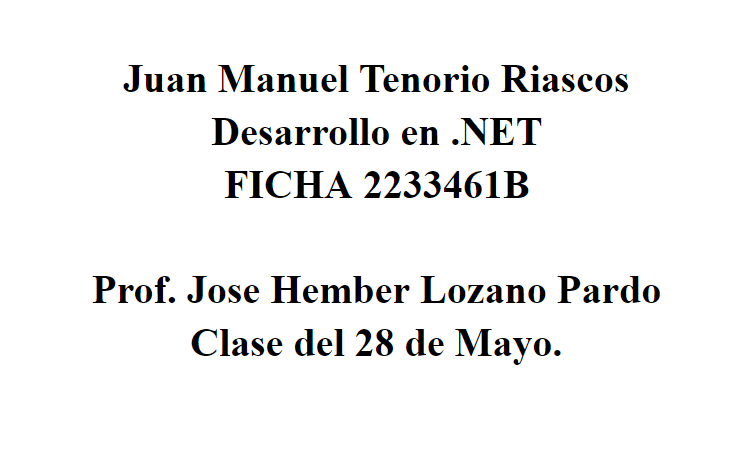 Juan Manuel Tenorio Riascos
Desarrollo en .NET
FICHA 2233461B
Prof. Jose Hember Lozano Pardo
Clase del 28 de Mayo.